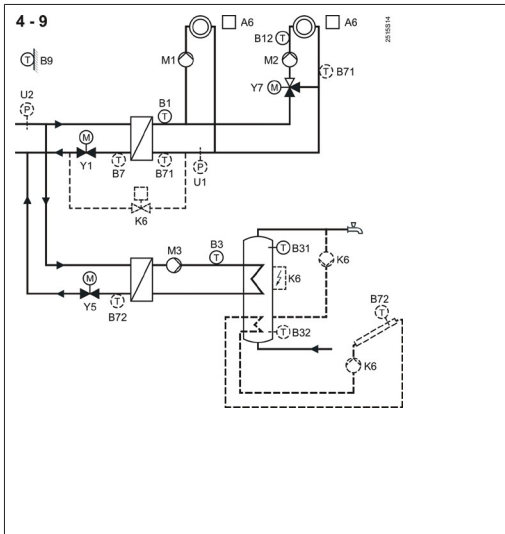 4 - 9
A6
A6
2515S14
B12 T
M1
M2
T B9
T B71
Y7 M
U2
P
B1
T
M
Y1
T
B7
T
B71
P
U1
K6
M3
B3
T
T B31
K6
M
Y5
T
B72
K6
B72
T
T B32
K6